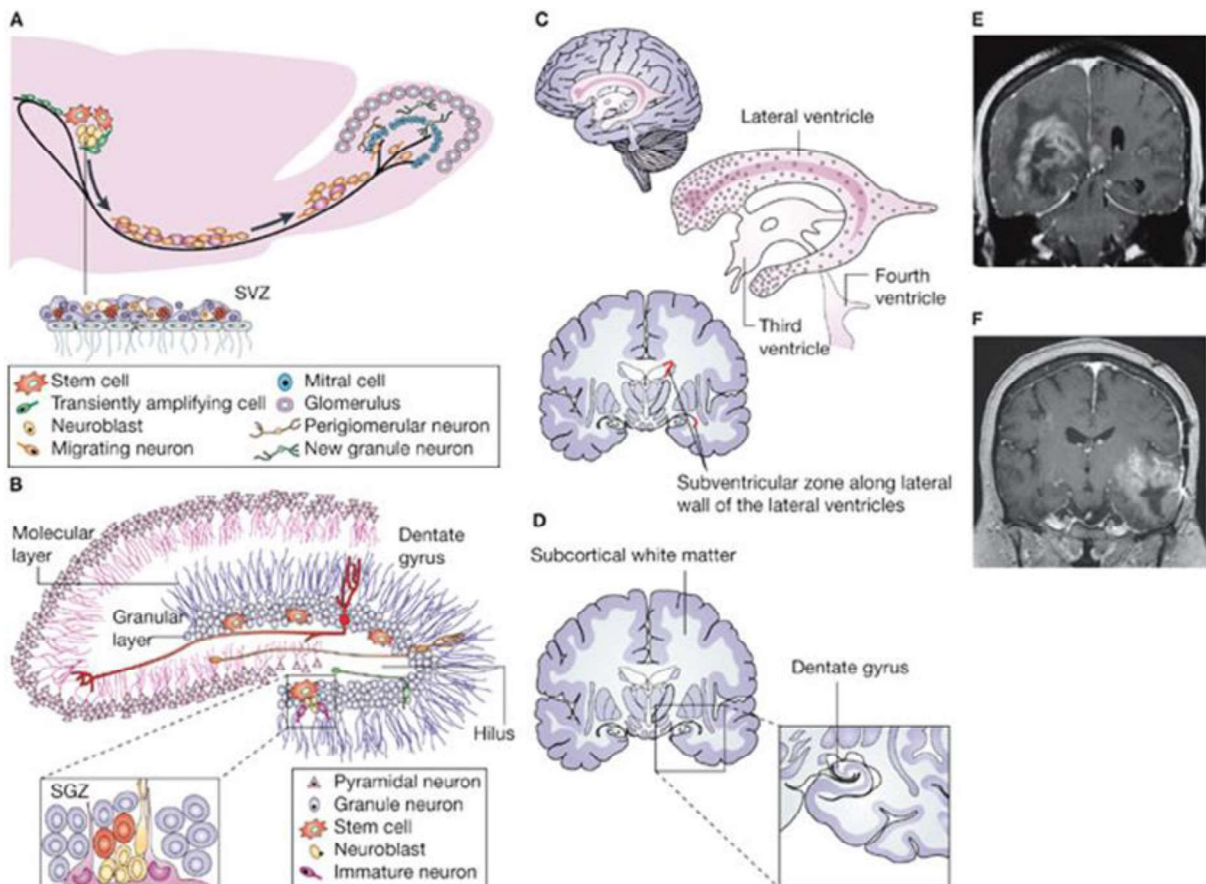 A
SVZ
Stem cell
Transiently amplifying cell
Neuroblast
Migrating neuron
Mitral cell
Glomerulus
Periglomerular neuron
New granule neuron
B
Molecular
layer
Dentate
gyrus
Granular
layer
Hilus
SGZ
Pyramidal neuron
Granule neuron
Stem cell
Neuroblast
Immature neuron
C
Lateral ventricle
Fourth
ventricle
Third
ventricle
Subventricular zone along lateral
wall of the lateral ventricles
D
Subcortical white matter
Dentate gyrus
E
F